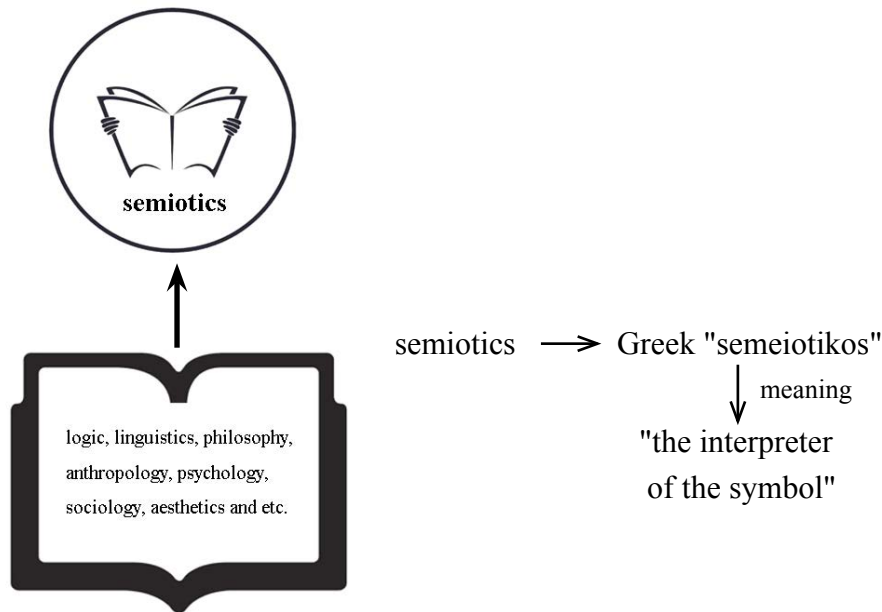 semiotics
logic, linguistics, philosophy,
anthropology, psychology,
sociology, aesthetics and etc.
semiotics
Greek "semeiotikos"
meaning
"the interpreter
of the symbol"